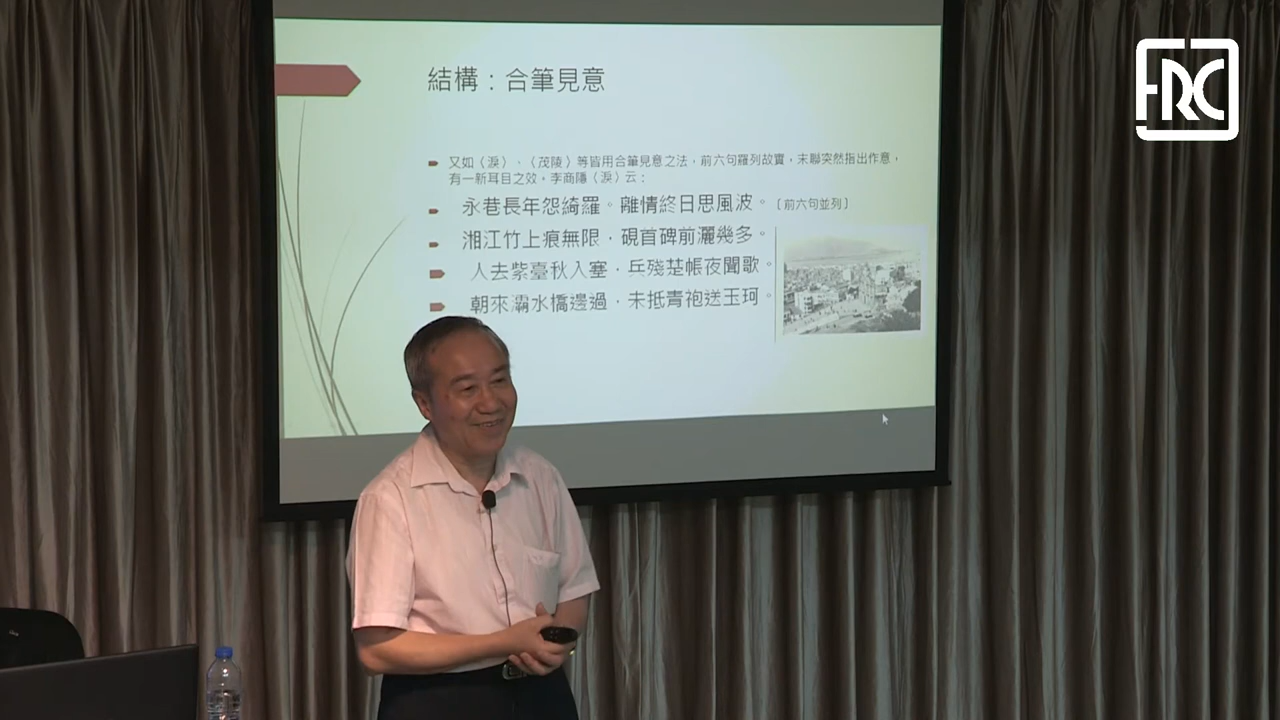 FRC
結構：合筆見意
又如〈淚〉、〈茂陵〉等皆用合筆見意之法，前六句羅列故實，末聯突然指出作意，
有一新耳目之效。李商隱〈淚〉云：
永巷長年怨綺羅。離情終日思風波。〔前六句並列〕
湘江竹上痕無限，硯首碑前灑幾多。
人去紫臺秋入塞，兵殘楚帳夜聞歌。
朝來灞水橋邊過，未抵青袍送玉珂。